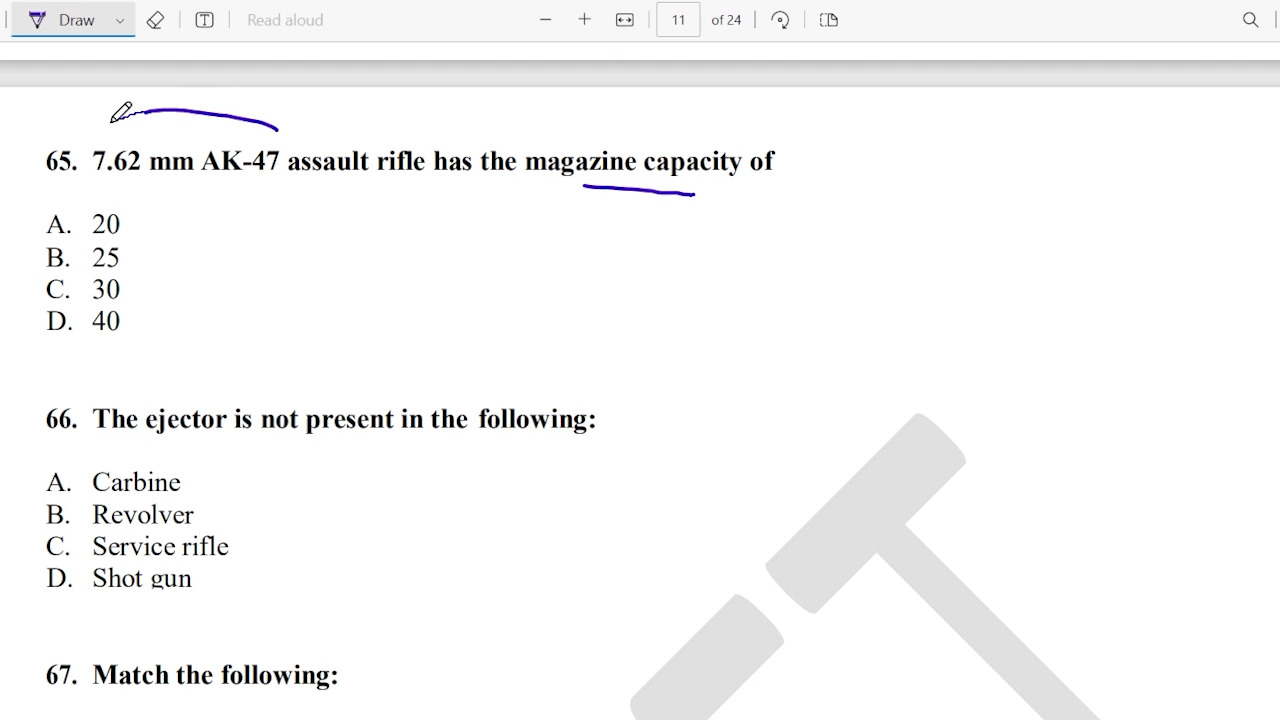 Draw
Read aloud
11 of 24
65. 7.62 mm AK-47 assault rifle has the magazine capacity of
A. 20
B. 25
C. 30
D. 40
66. The ejector is not present in the following:
A. Carbine
B. Revolver
C. Service rifle
D. Shot gun
67. Match the following: